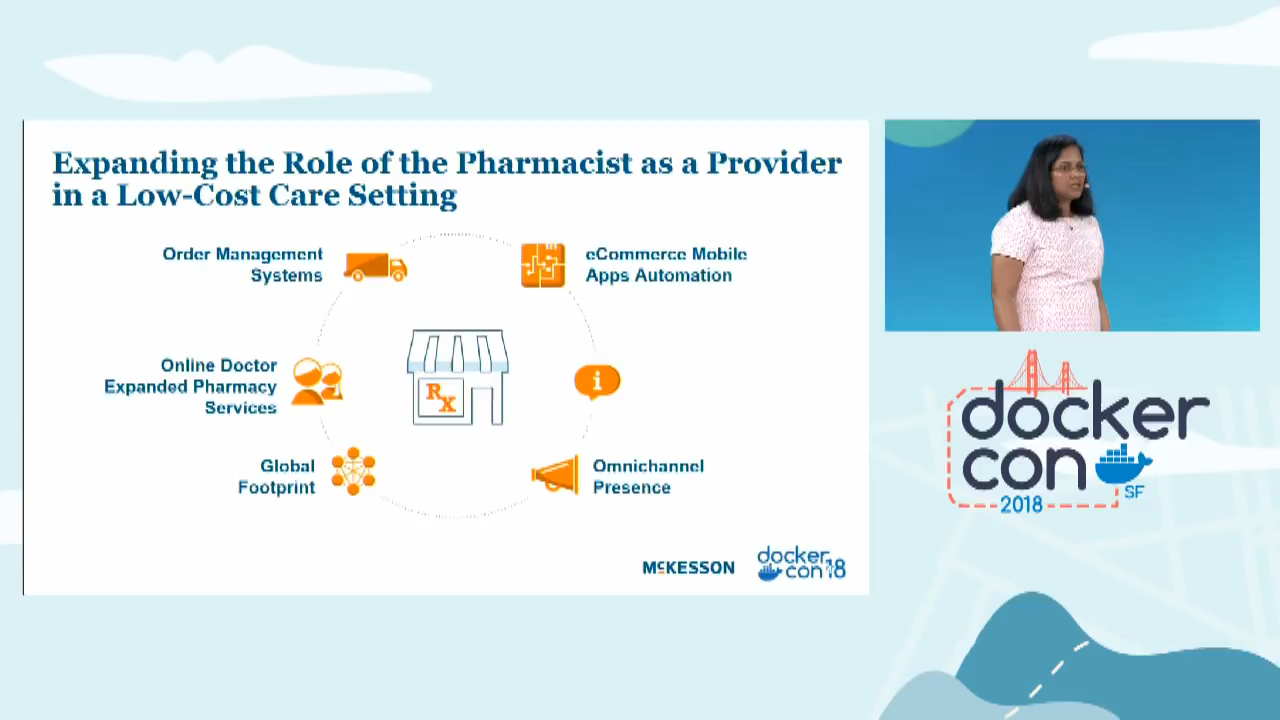 Expanding the Role of the Pharmacist as a Provider
in a Low-Cost Care Setting
Order Management
Systems
eCommerce Mobile
Apps Automation
Online Doctor
Expanded Pharmacy
Services
Rx
i
Global
Footprint
Omnichannel
Presence
McKESSON
docker
con18
docker
con
2018
SF